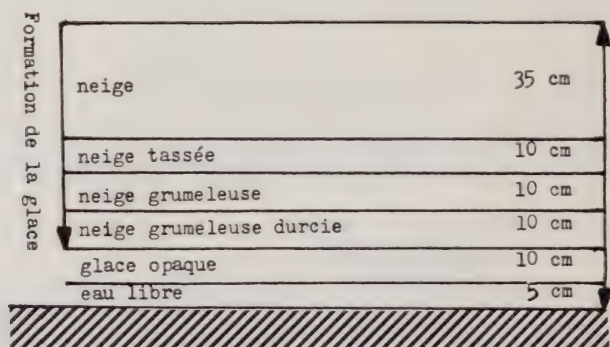 Formation de la glace
neige 35 cm
neige tassée 10 cm
neige grumeleuse 10 cm
neige grumeleuse durcie 10 cm
glace opaque 10 cm
eau libre 5 cm